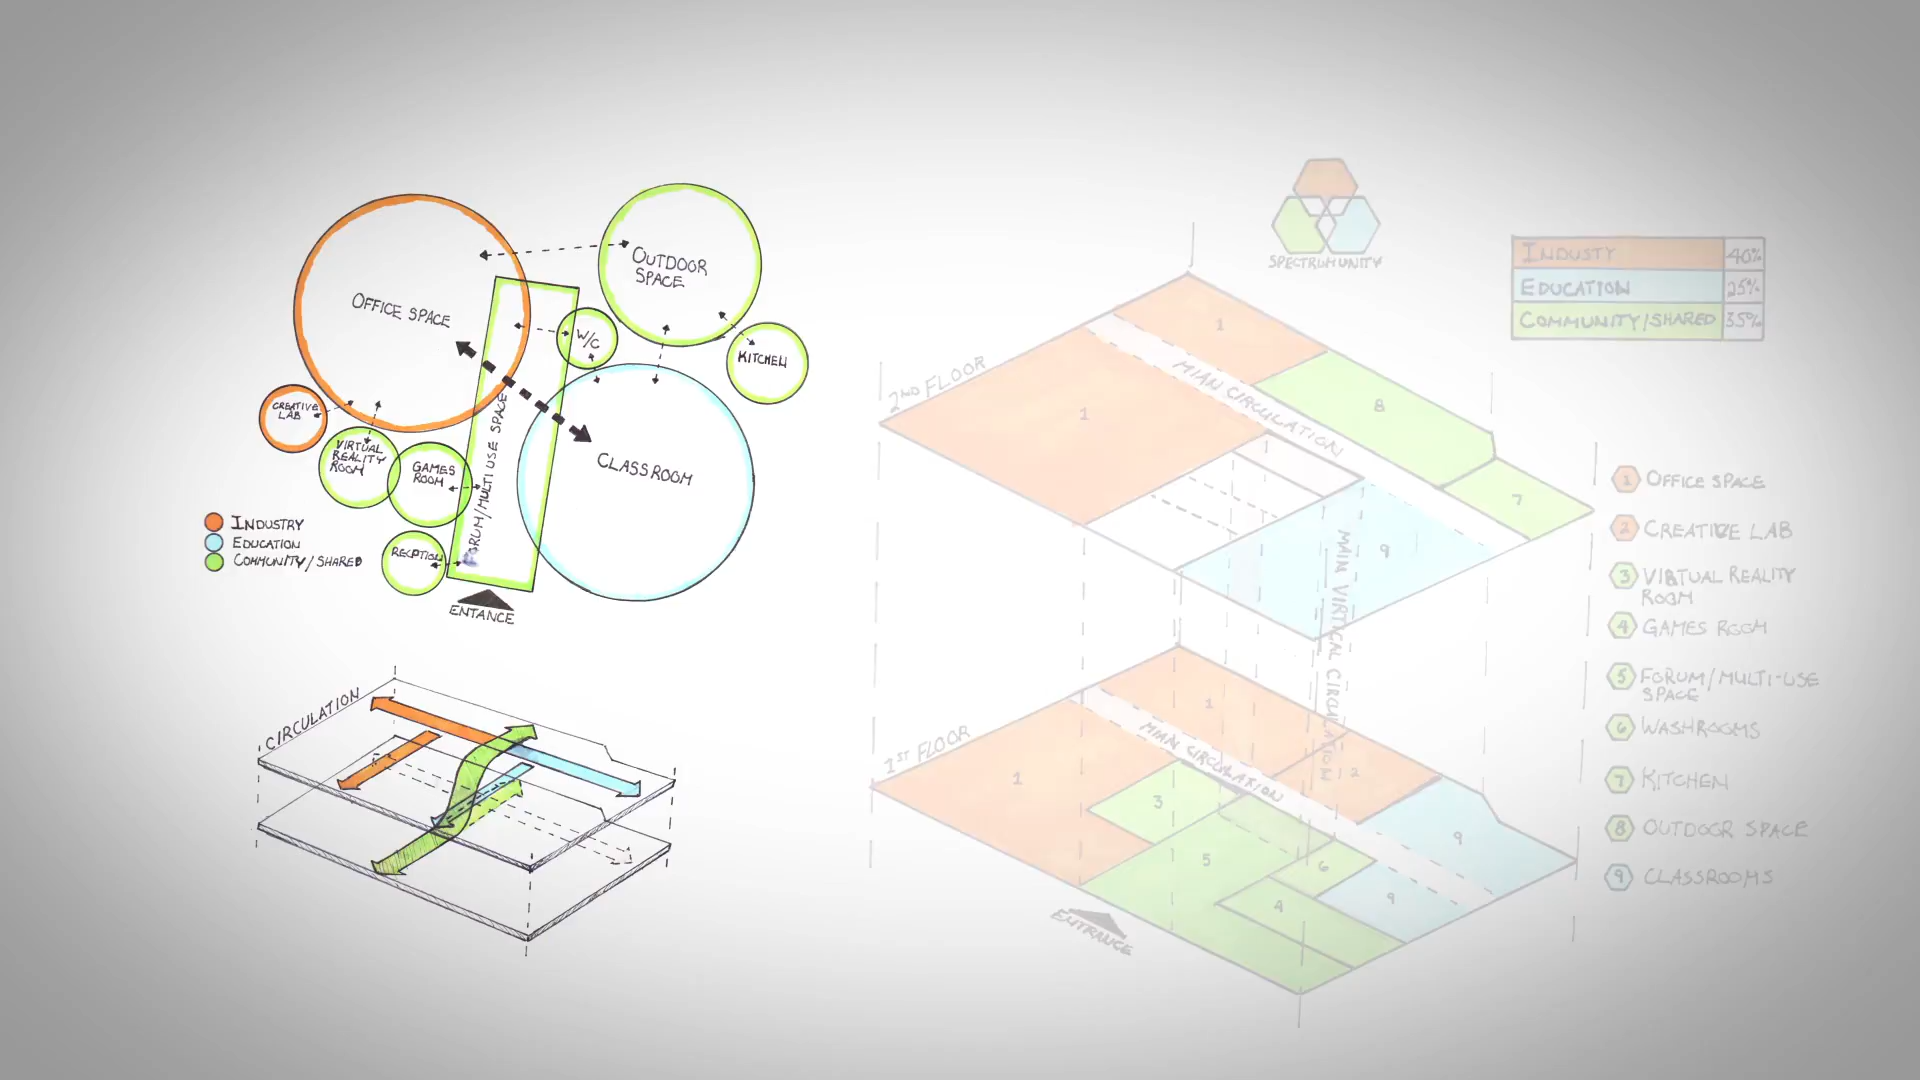 OUTDOOR
SPACE
OFFICE SPACE
W/C
KITCHEN
CREATIVE
LAB
VIRTUAL
REALITY
ROOM
GAMES
ROOM
FORUM/MULTI USE SPACE
CLASSROOM
RECPTION
ENTANCE
INDUSTRY
EDUCATION
COMMUNITY/SHARED
CIRCULATION
SPECTRUMUNITY
INDUSTY 40%
EDUCATION 25%
COMMUNITY/SHARED 35%
2ND FLOOR
1
MIAN CIRCULATION
1
8
7
9
MAIN VIRTICAL CIRCULATION
1ST FLOOR
1
MIAN CIRCULATION
1
2
3
5
6
9
4
9
ENTRANCE
1 OFFICE SPACE
2 CREATIVE LAB
3 VIRTUAL REALITY
ROOM
4 GAMES ROOM
5 FORUM/MULTI-USE
SPACE
6 WASHROOMS
7 KITCHEN
8 OUTDOOR SPACE
9 CLASSROOMS